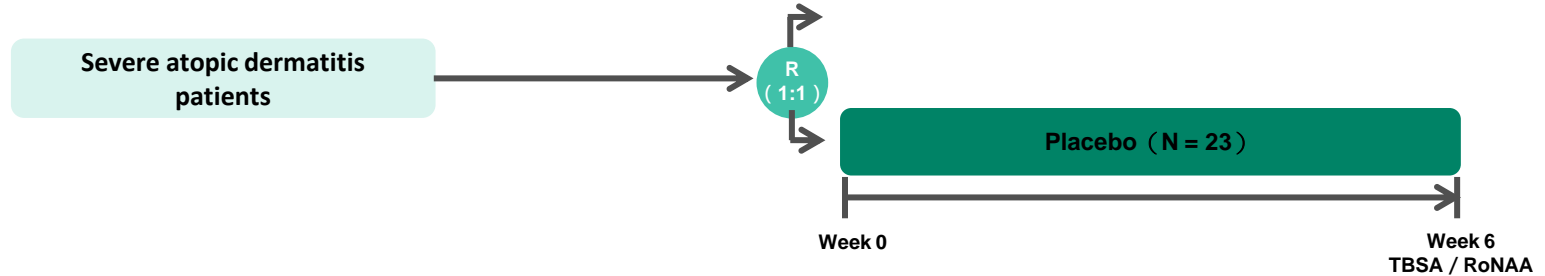 Severe atopic dermatitis
patients
R
（1:1）
Placebo（N = 23）
Week 0
Week 6
TBSA / RoNAA